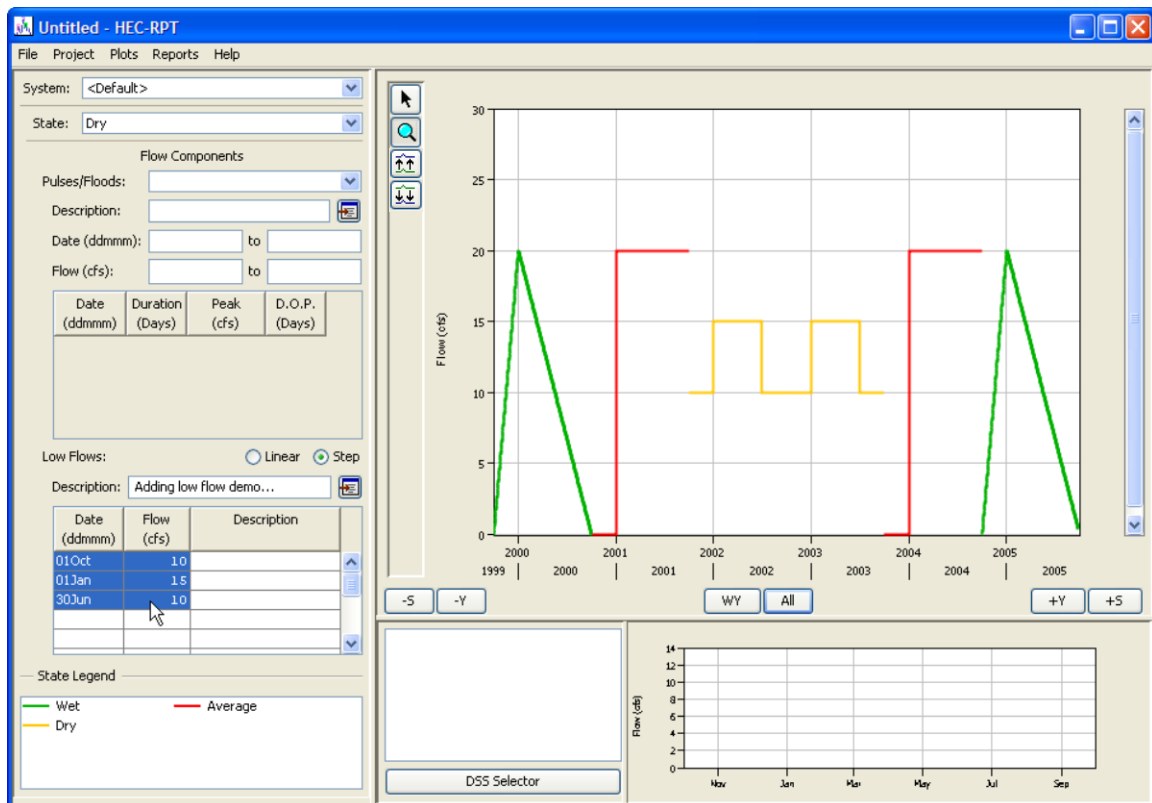 Untitled - HEC-RPT
File Project Plots Reports Help
System: <Default>
State: Dry
Flow Components
Pulses/Floods:
Description:
Date (ddmmm): to
Flow (cfs): to
Date Duration Peak D.O.P.
(ddmmm) (Days) (cfs) (Days)
Low Flows: Linear Step
Description: Adding low flow demo...
Date Flow Description
(ddmmm) (cfs)
01Oct 10
01Jan 15
30Jun 10
State Legend
Wet Average
Dry
30
25
20
15
10
5
0
Flow (cfs)
2000 2001 2002 2003 2004 2005
1999 | 2000 | 2001 | 2002 | 2003 | 2004 | 2005
-S -Y WY All +Y +S
DSS Selector
14
12
10
8
6
4
2
0
Flow (cfs)
Nov Jan Mar May Jul Sep